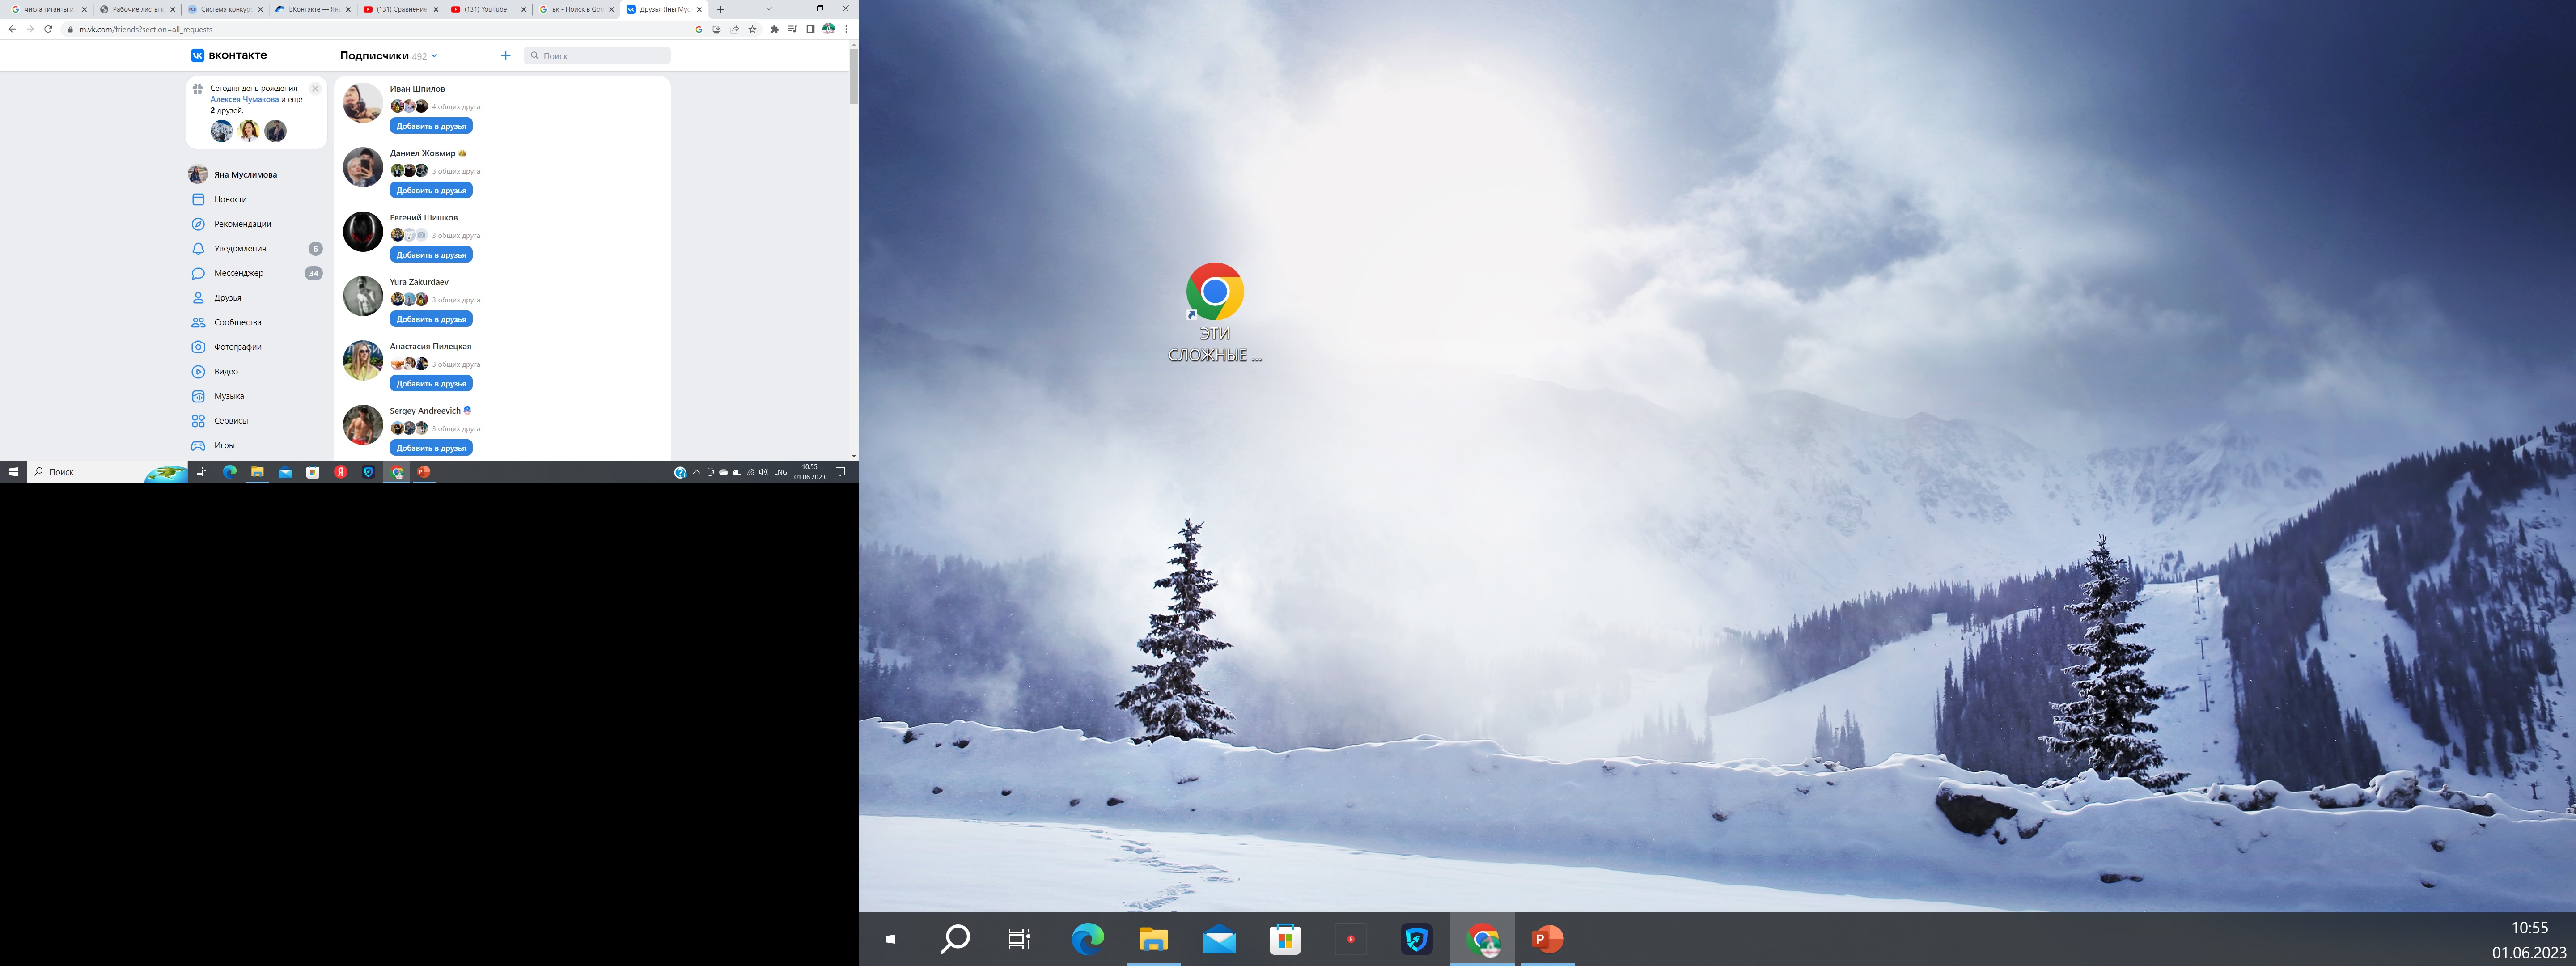 числа гиганты и
Рабочие листы и
Система конкурс
ВКонтакте — Янд
(131) Сравнение
(131) YouTube
вк - Поиск в Goo
Друзья Яны Мус
m.vk.com/friends?section=all_requests
вконтакте
Подписчики 492
Поиск
Сегодня день рождения
Алексея Чумакова и ещё
2 друзей.
Яна Муслимова
Новости
Рекомендации
Уведомления 6
Мессенджер 34
Друзья
Сообщества
Фотографии
Видео
Музыка
Сервисы
Игры
Иван Шпилов
4 общих друга
Добавить в друзья
Даниел Жовмир
3 общих друга
Добавить в друзья
Евгений Шишков
3 общих друга
Добавить в друзья
Yura Zakurdaev
3 общих друга
Добавить в друзья
Анастасия Пилецкая
3 общих друга
Добавить в друзья
Sergey Andreevich
3 общих друга
Добавить в друзья
Поиск
ENG
10:55
01.06.2023
ЭТИ
СЛОЖНЫЕ ...
10:55
01.06.2023